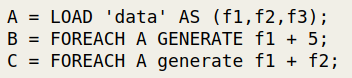 A = LOAD 'data' AS (f1,f2,f3);
B = FOREACH A GENERATE f1 + 5;
C = FOREACH A generate f1 + f2;